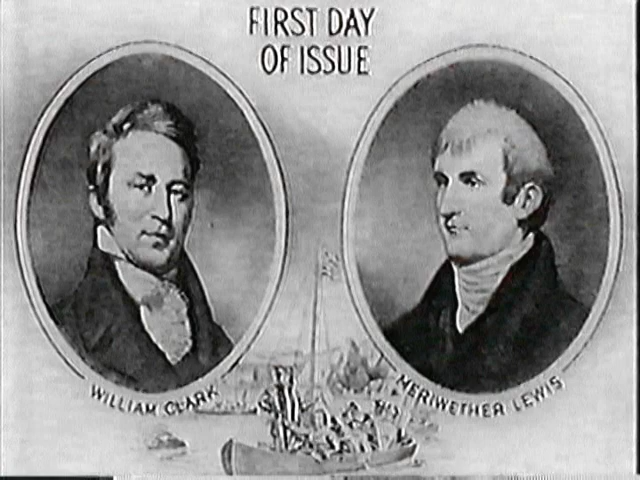 FIRST DAY
OF ISSUE
WILLIAM CLARK
MERIWETHER LEWIS